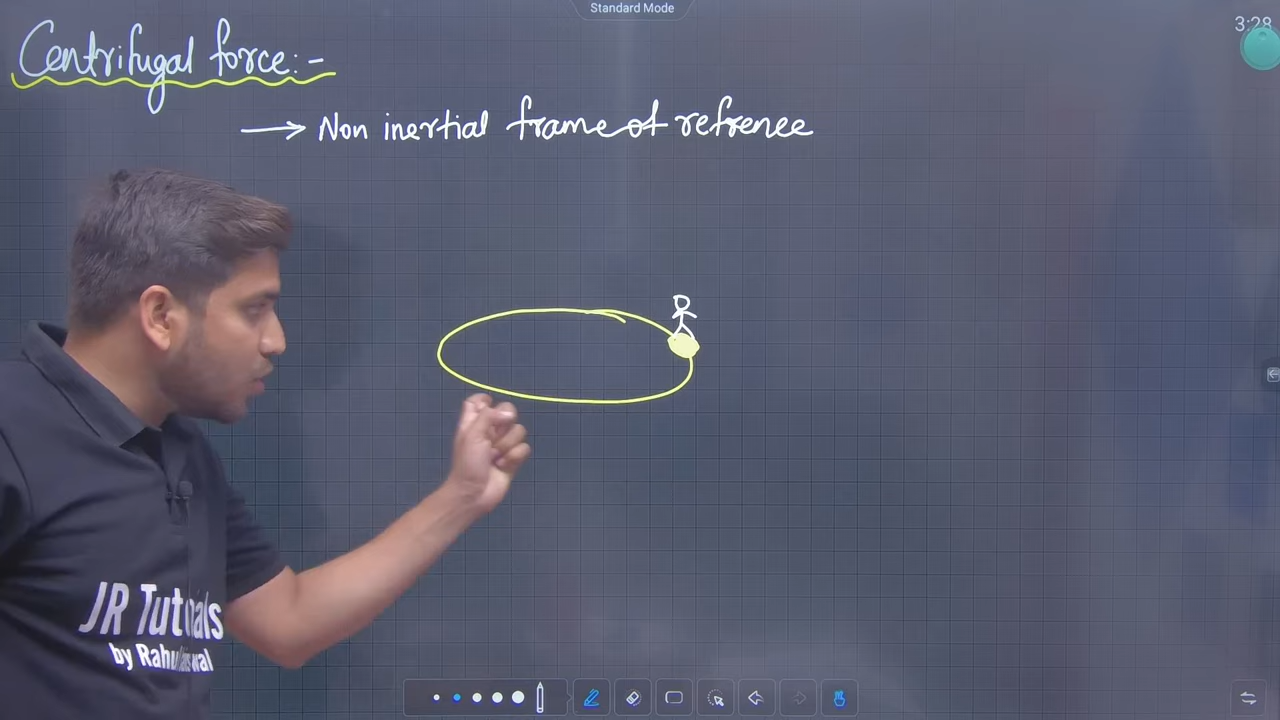 Standard Mode
3:28
Centrifugal force:-
→ Non inertial frame of refrenee
JR Tutorials
by Rahul